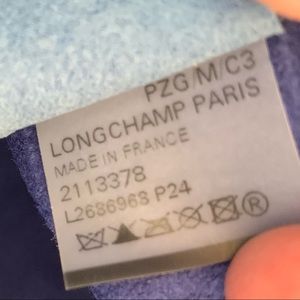 PZG/M/C3
LONGCHAMP PARIS
MADE IN FRANCE
2113378
L2686968 P24
®